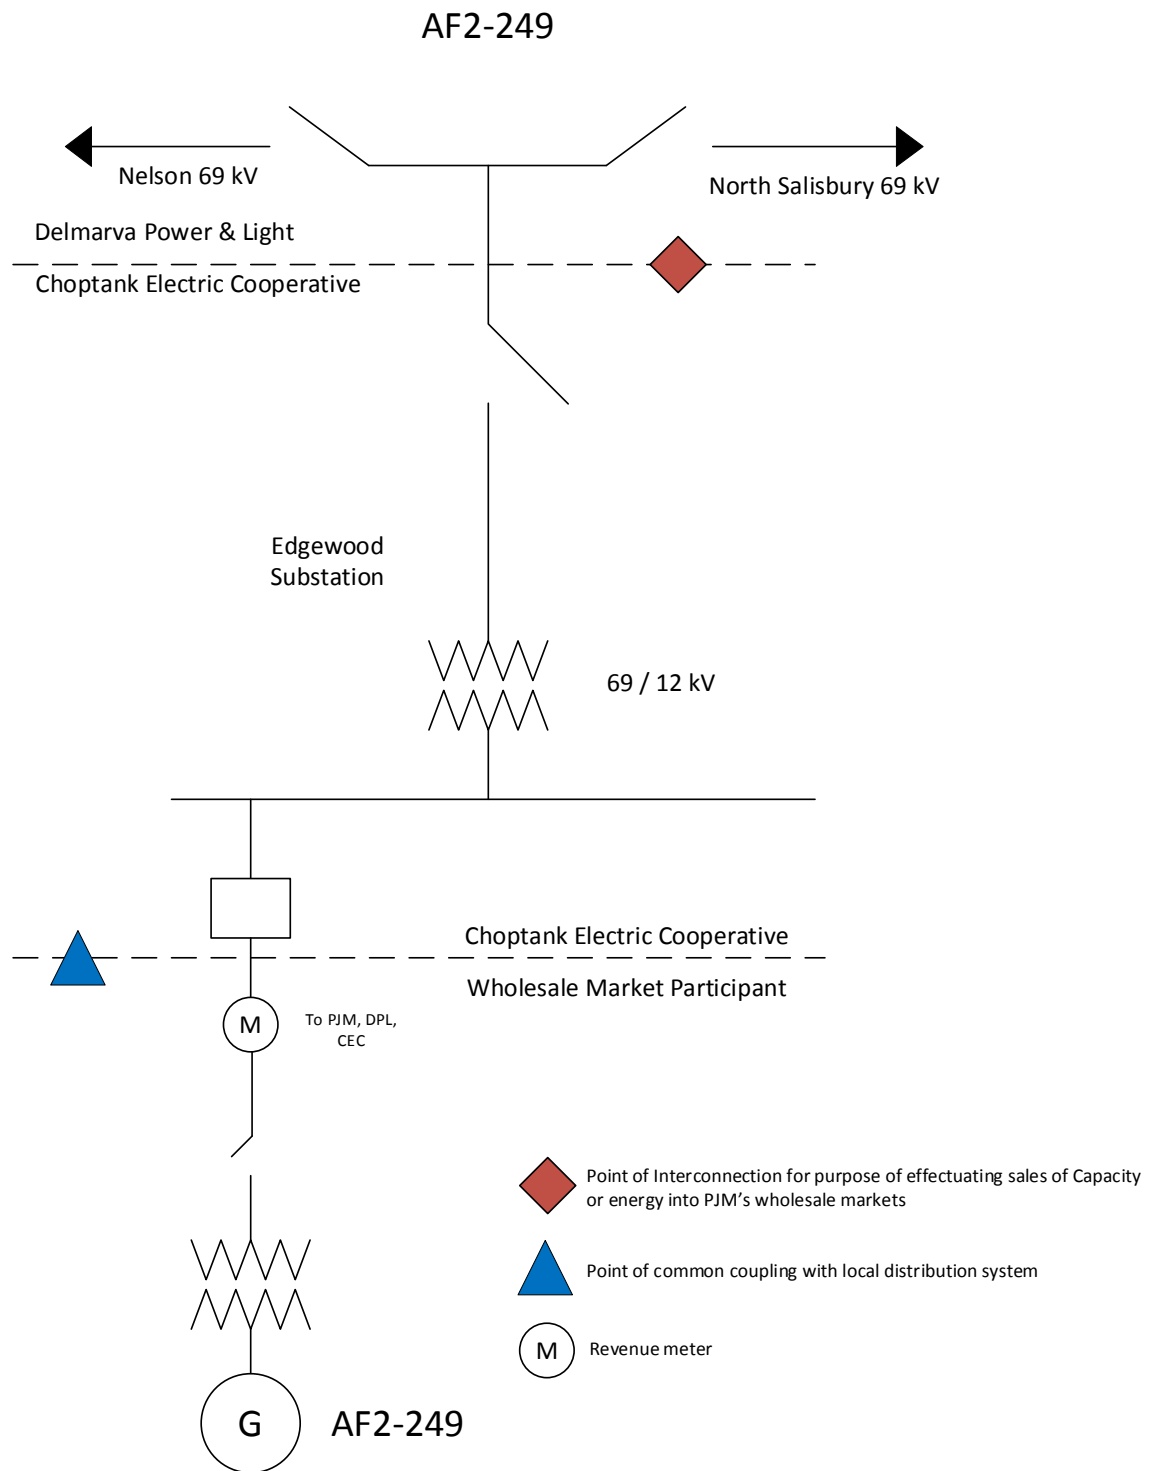 AF2-249
Nelson 69 kV
North Salisbury 69 kV
Delmarva Power & Light
Choptank Electric Cooperative
Edgewood
Substation
69 / 12 kV
Choptank Electric Cooperative
Wholesale Market Participant
M
To PJM, DPL,
CEC
Point of Interconnection for purpose of effectuating sales of Capacity
or energy into PJM's wholesale markets
Point of common coupling with local distribution system
M
Revenue meter
G
AF2-249